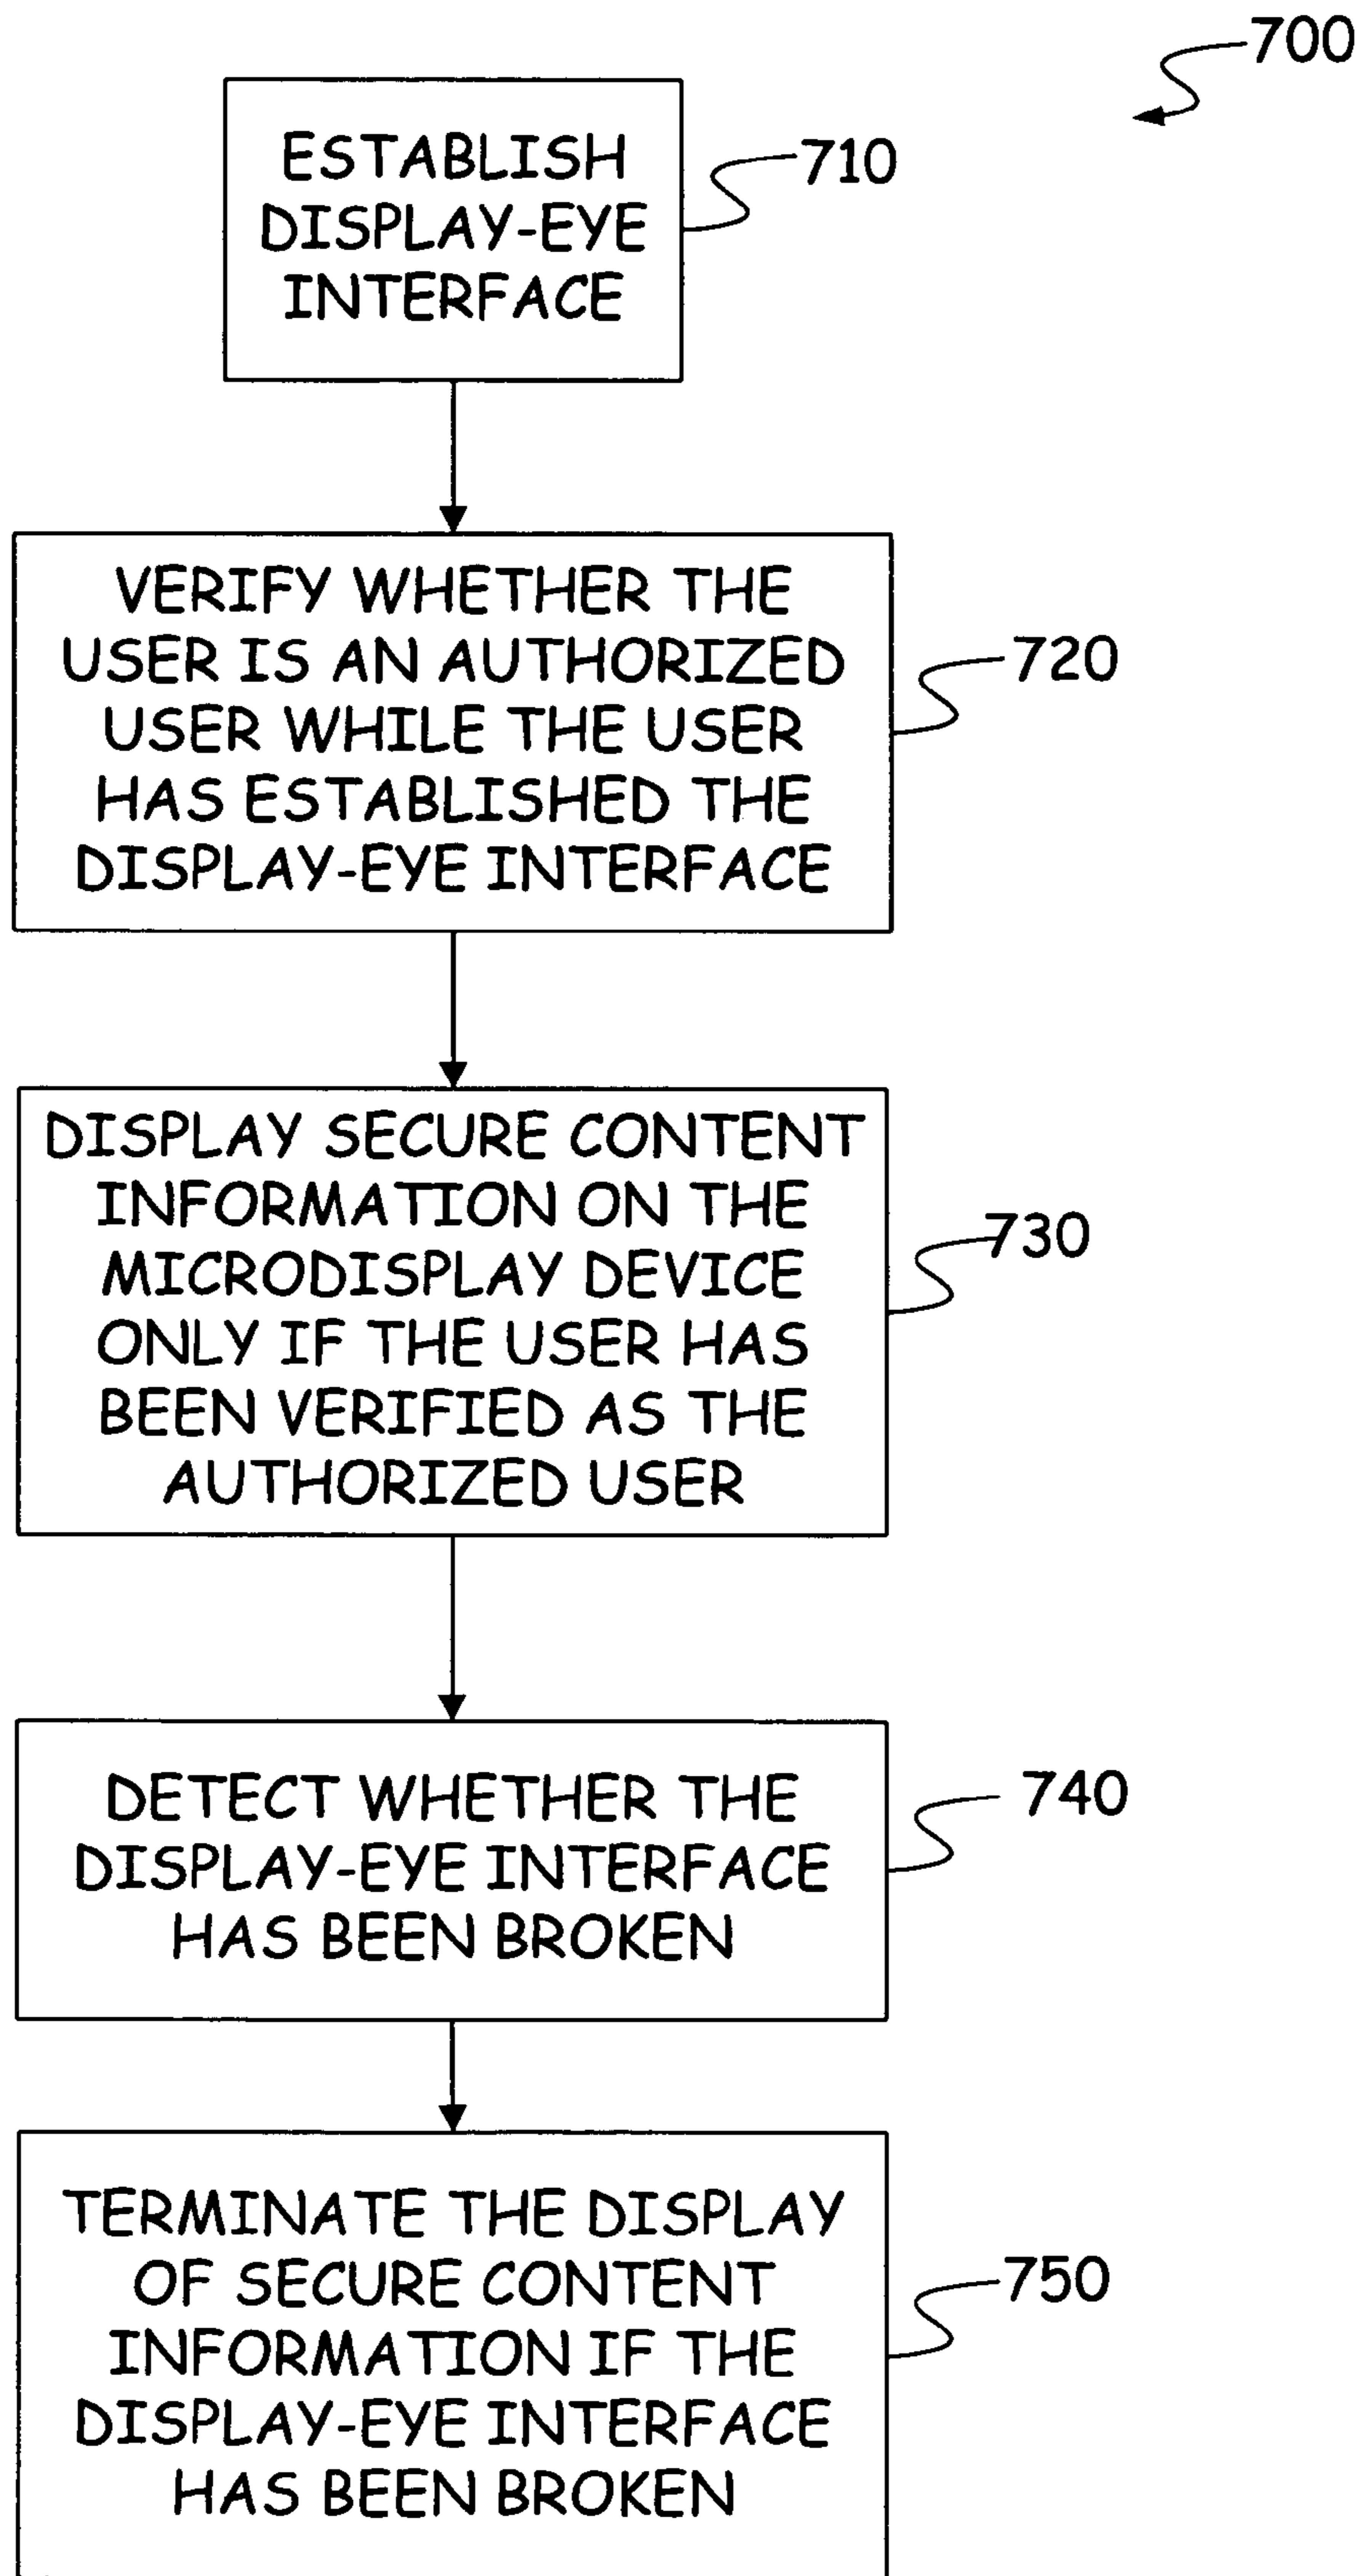 700
ESTABLISH
DISPLAY-EYE
INTERFACE
710
VERIFY WHETHER THE
USER IS AN AUTHORIZED
USER WHILE THE USER
HAS ESTABLISHED THE
DISPLAY-EYE INTERFACE
720
DISPLAY SECURE CONTENT
INFORMATION ON THE
MICRODISPLAY DEVICE
ONLY IF THE USER HAS
BEEN VERIFIED AS THE
AUTHORIZED USER
730
DETECT WHETHER THE
DISPLAY-EYE INTERFACE
HAS BEEN BROKEN
740
TERMINATE THE DISPLAY
OF SECURE CONTENT
INFORMATION IF THE
DISPLAY-EYE INTERFACE
HAS BEEN BROKEN
750